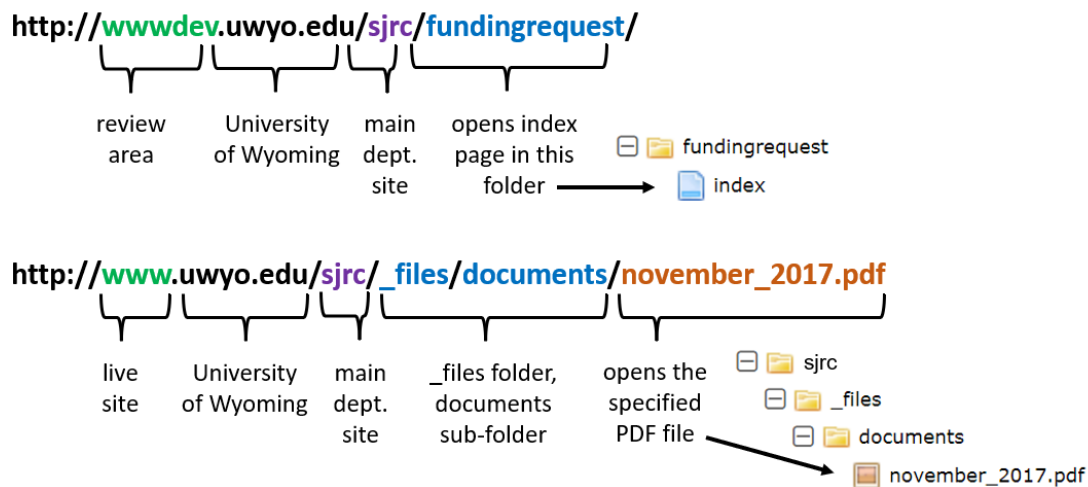 http://wwwdev.uwyo.edu/sjrc/fundingrequest/
review
area
University
of Wyoming
main
dept.
site
opens index
page in this
folder
fundingrequest
index
http://www.uwyo.edu/sjrc/_files/documents/november_2017.pdf
live
site
University
of Wyoming
main
dept.
site
_files folder,
documents
sub-folder
opens the
specified
PDF file
sjrc
_files
documents
november_2017.pdf